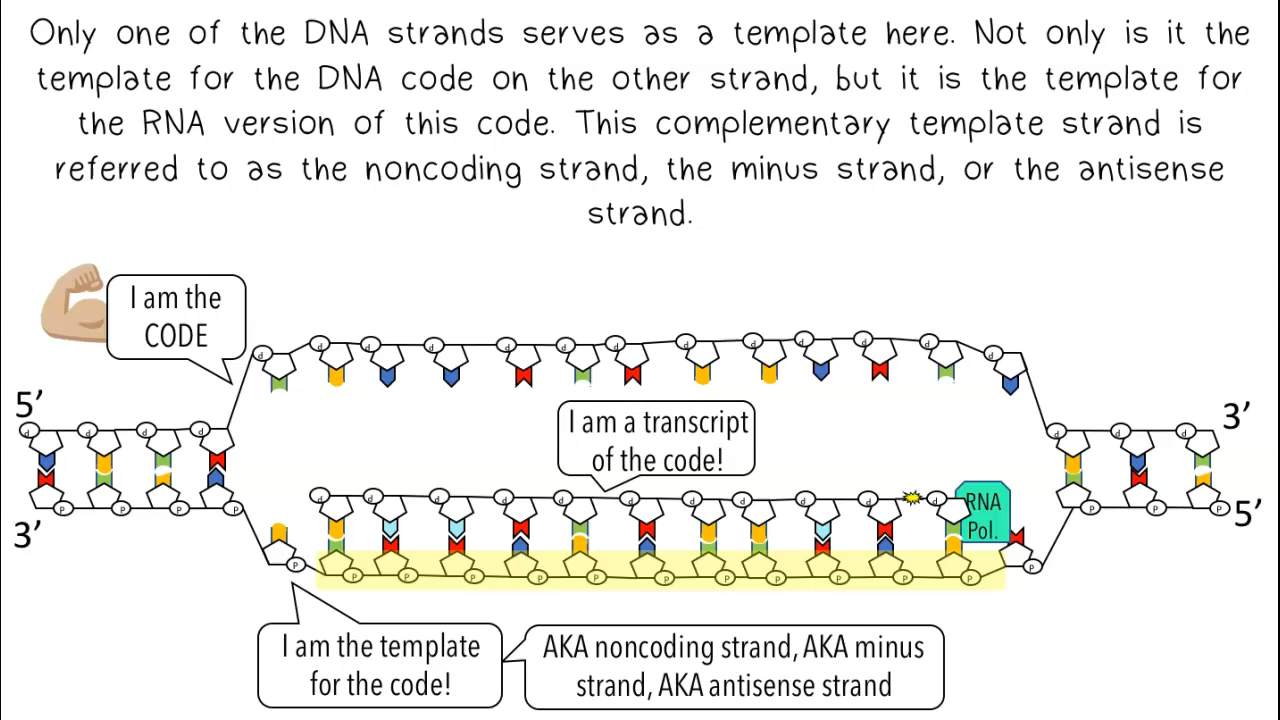 Only one of the DNA strands serves as a template here. Not only is it the
template for the DNA code on the other strand, but it is the template for
the RNA version of this code. This complementary template strand is
referred to as the noncoding strand, the minus strand, or the antisense
strand.
I am the
CODE
5’
3’
I am a transcript
of the code!
3’
5’
RNA
Pol.
I am the template
for the code!
AKA noncoding strand, AKA minus
strand, AKA antisense strand
d d d d d d d d d d d d d
d d d d d d d
d d d d d d d d d d d
P P P P P P P
P P P P P P P P P P P P P